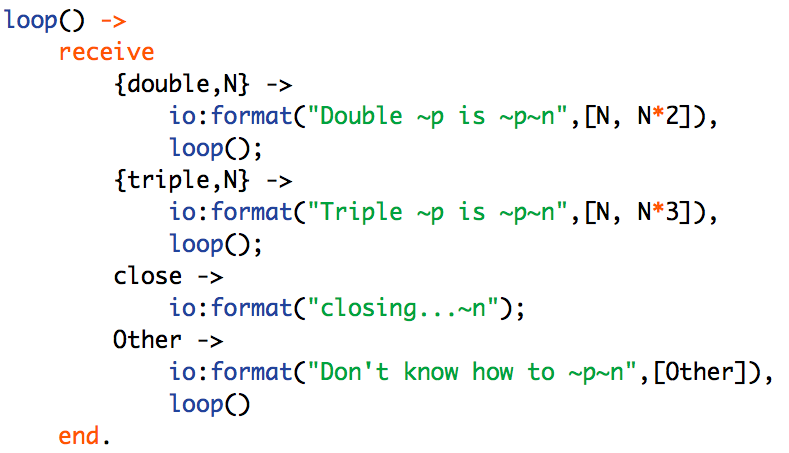 loop() ->
    receive
        {double,N} ->
            io:format("Double ~p is ~p~n",[N, N*2]),
            loop();
        {triple,N} ->
            io:format("Triple ~p is ~p~n",[N, N*3]),
            loop();
        close ->
            io:format("closing...~n");
        Other ->
            io:format("Don't know how to ~p~n",[Other]),
            loop()
    end.